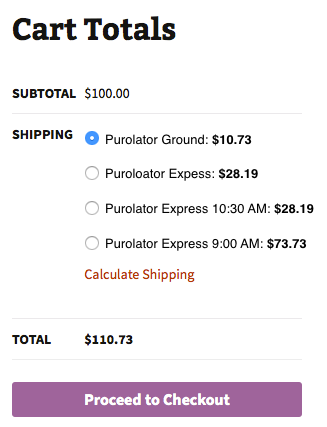 Cart Totals
SUBTOTAL $100.00
SHIPPING Purolator Ground: $10.73
Puroloator Expess: $28.19
Purolator Express 10:30 AM: $28.19
Purolator Express 9:00 AM: $73.73
Calculate Shipping
TOTAL $110.73
Proceed to Checkout